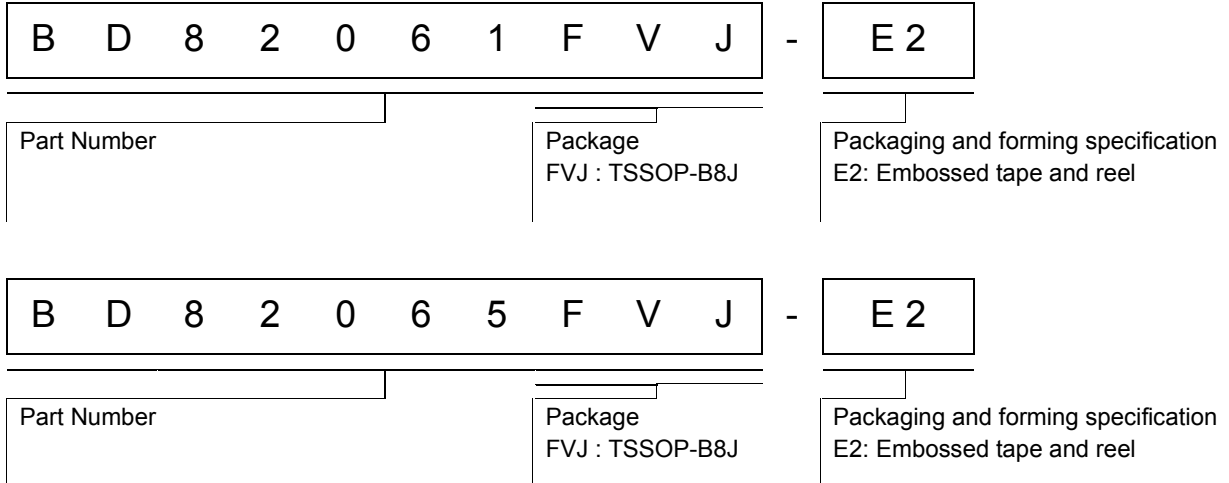 B D 8 2 0 6 1 F V J - E 2
Part Number Package Packaging and forming specification
FVJ : TSSOP-B8J E2: Embossed tape and reel
B D 8 2 0 6 5 F V J - E 2
Part Number Package Packaging and forming specification
FVJ : TSSOP-B8J E2: Embossed tape and reel